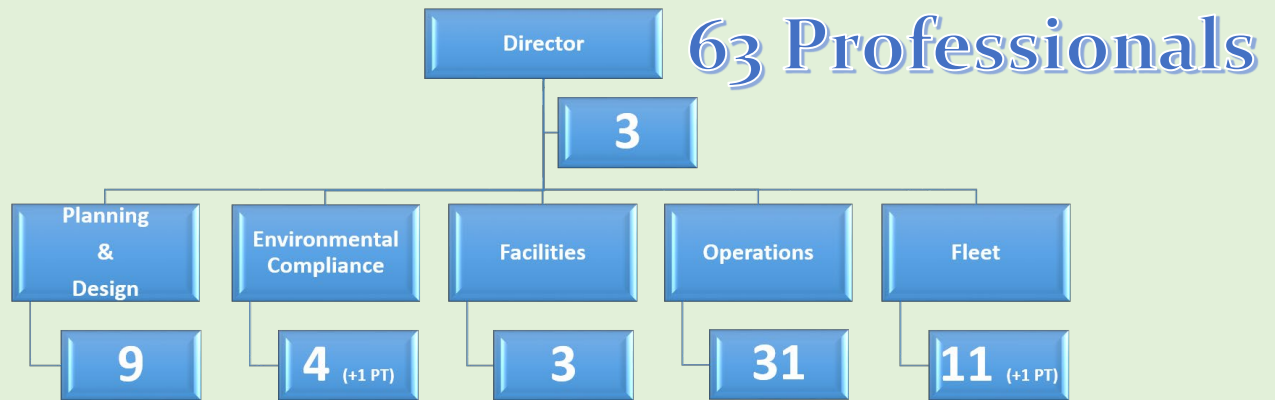 Director
63 Professionals
3
Planning
&
Design
Environmental
Compliance
Facilities
Operations
Fleet
9
4 (+1 PT)
3
31
11 (+1 PT)